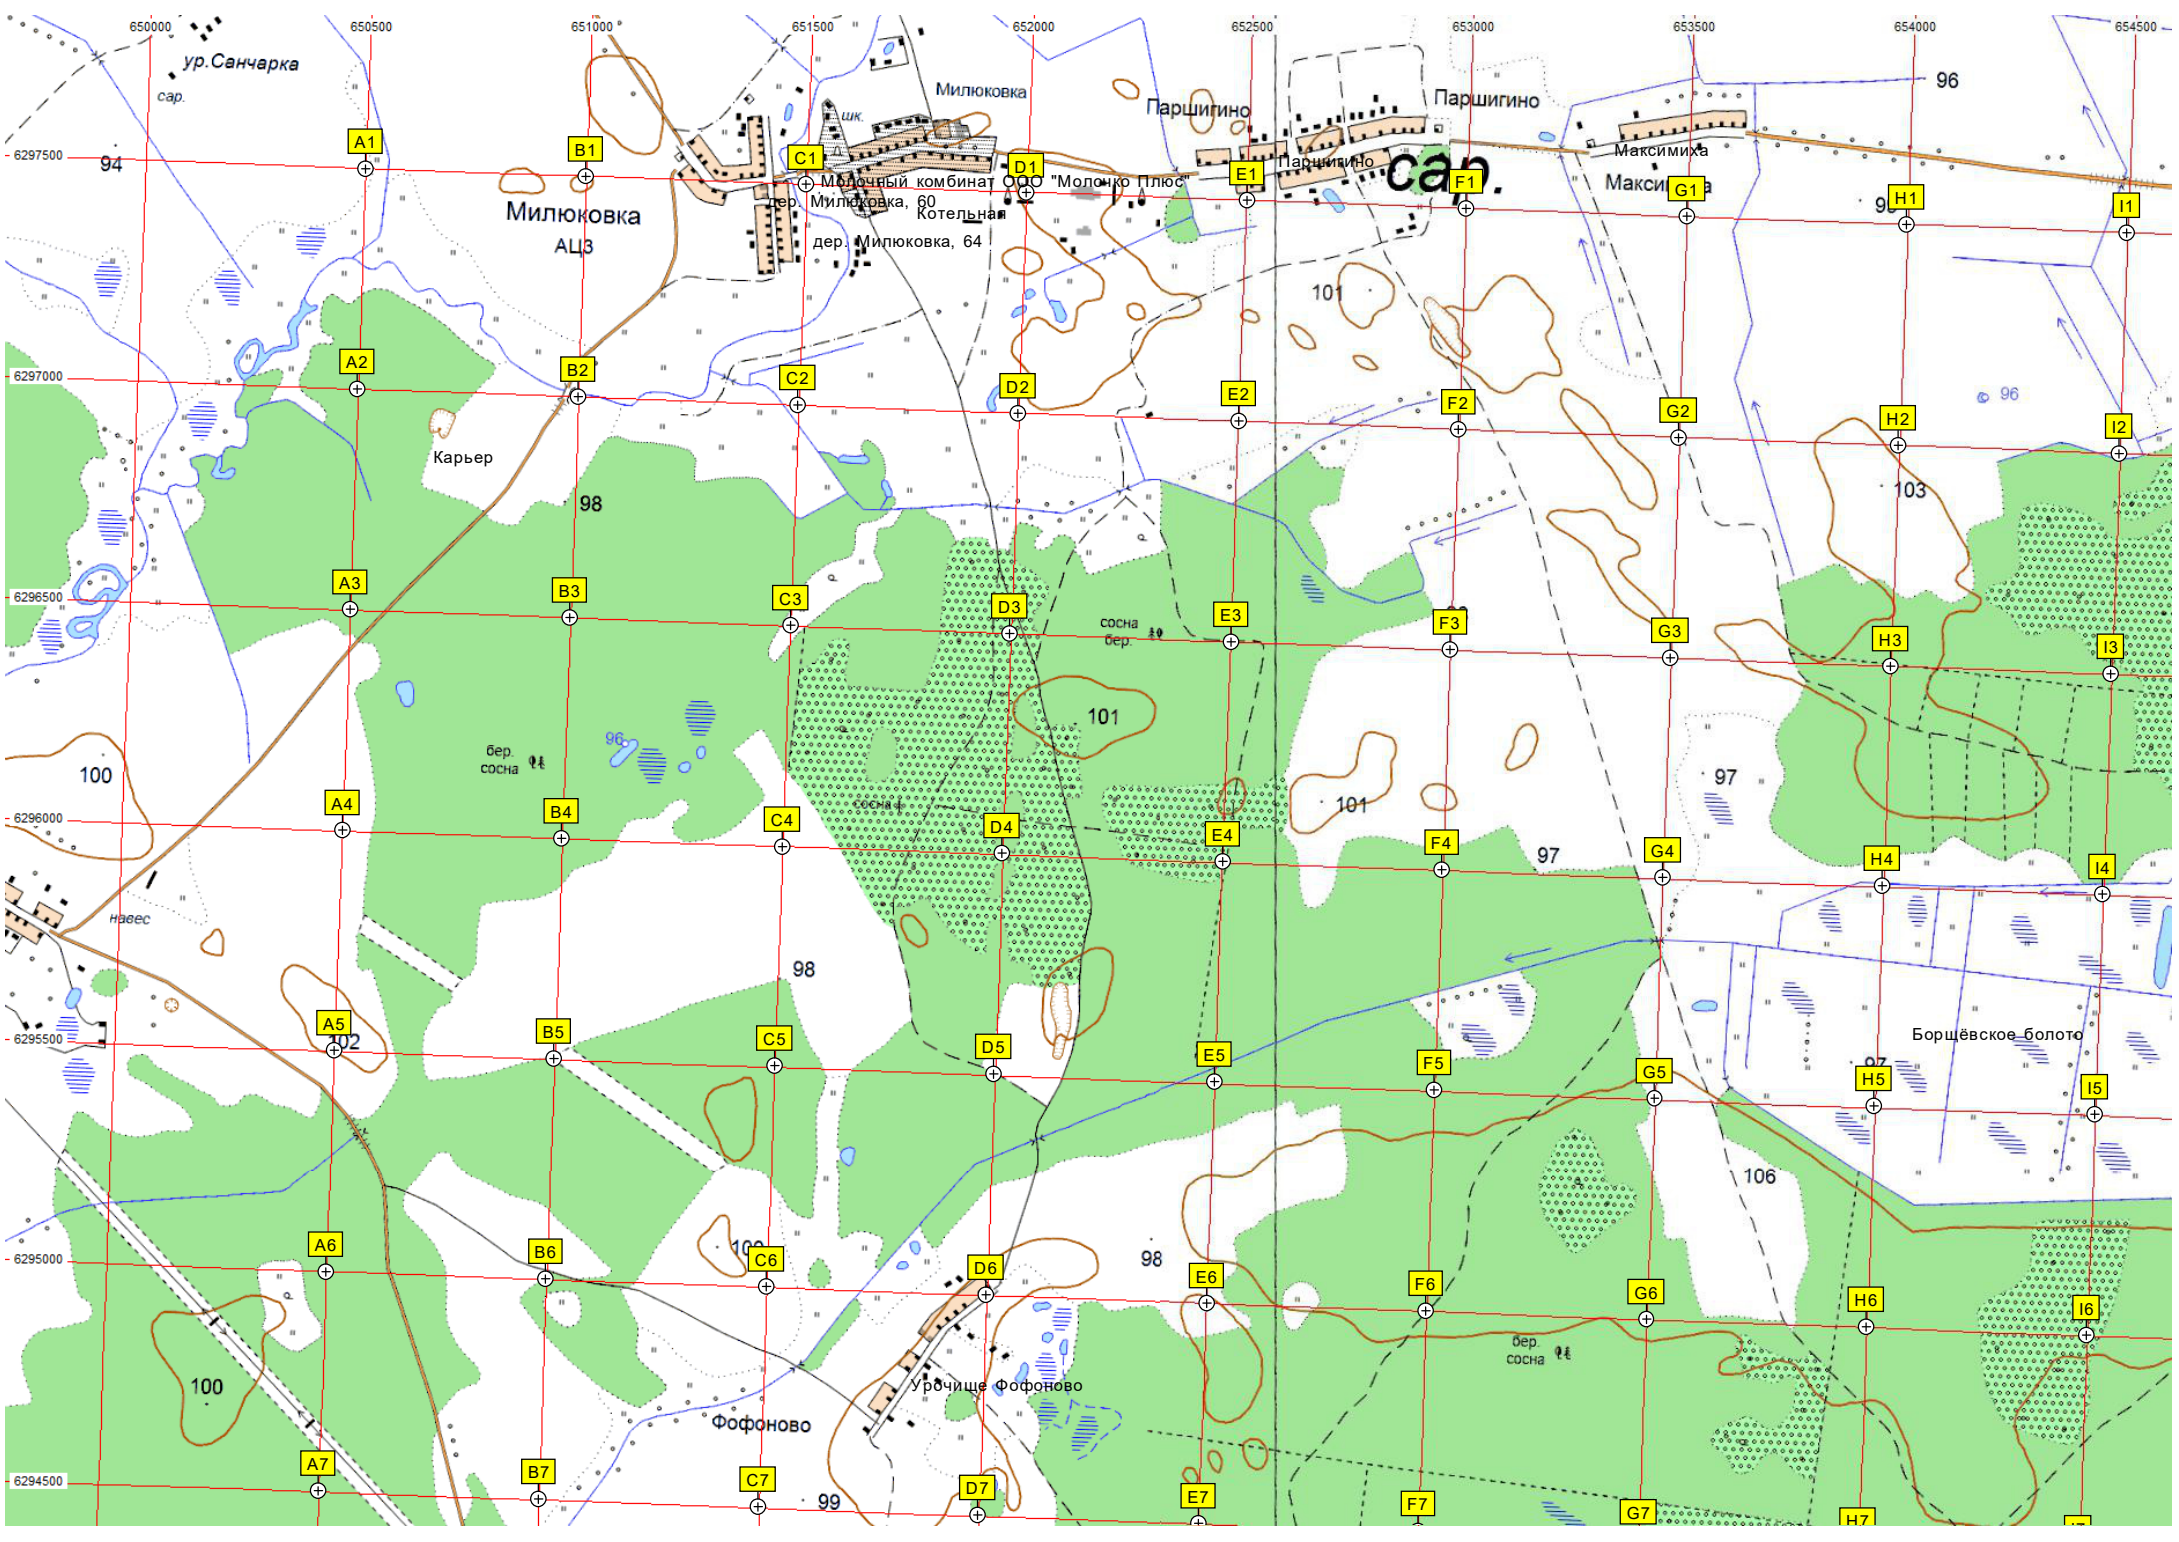 650000 650500 651000 651500 652000 652500 653000 653500 654000 654500
ур.Санчарка
сар.
94
96
Милюковка
шк.
Паршигино
Паршигино
Паршигино
сар.
Максимиха
6297500
A1 B1 C1 D1 E1 F1 G1 H1 I1
Молочный комбинат ООО "Молочко Плюс"
дер. Милюковка, 60
Котельная
дер. Милюковка, 64
Милюковка
АЦЗ
101
6297000
A2 B2 C2 D2 E2 F2 G2 H2 I2
96
Карьер
98
103
6296500
A3 B3 C3 D3 E3 F3 G3 H3 I3
сосна
бер.
101
96
бер.
сосна
100
97
101
сосна
6296000
A4 B4 C4 D4 E4 F4 G4 H4 I4
97
навес
98
Борщёвское болото
97
6295500
A5 B5 C5 D5 E5 F5 G5 H5 I5
102
106
98
6295000
A6 B6 C6 D6 E6 F6 G6 H6 I6
бер.
сосна
100
Урочище Фофоново
Фофоново
99
6294500
A7 B7 C7 D7 E7 F7 G7 H7